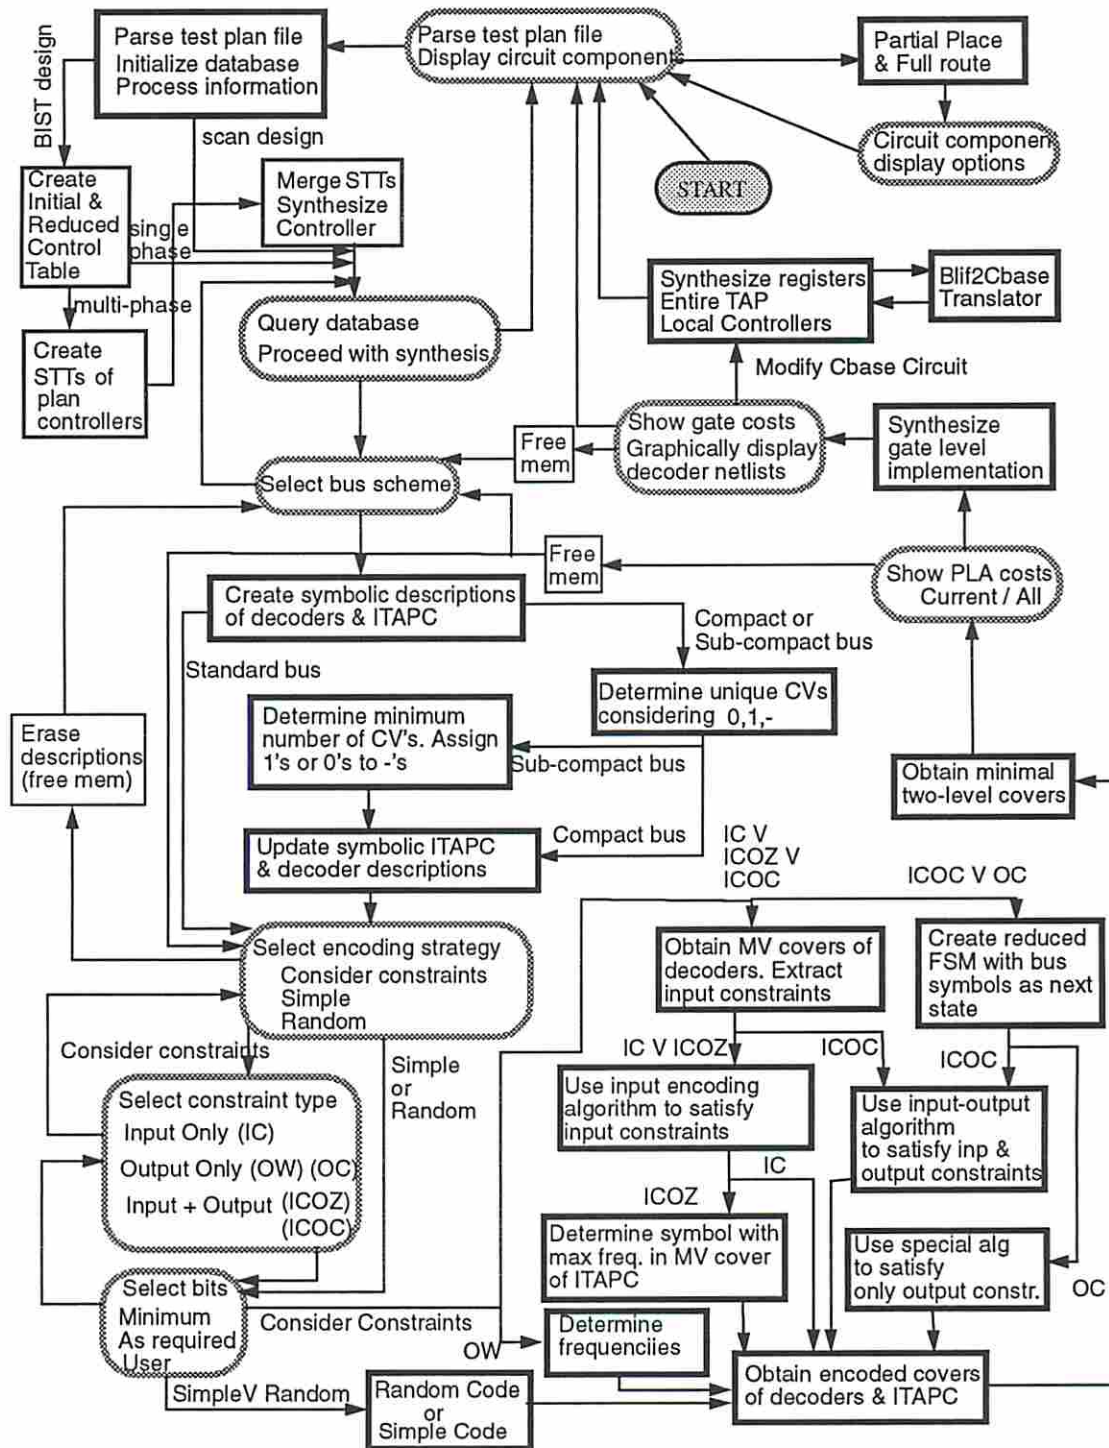 Parse test plan file
Initialize database
Process information
Parse test plan file
Display circuit components
Partial Place
& Full route
BIST design
scan design
Circuit component
display options
START
Create
Initial &
Reduced
Control
Table
single
phase
Merge STTs
Synthesize
Controller
multi-phase
Synthesize registers
Entire TAP
Local Controllers
Blif2Cbase
Translator
Query database
Proceed with synthesis
Create
STTs of
plan
controllers
Modify Cbase Circuit
Show gate costs
Graphically display
decoder netlists
Synthesize
gate level
implementation
Free
mem
Select bus scheme
Free
mem
Show PLA costs
Current / All
Create symbolic descriptions
of decoders & ITAPC
Compact or
Sub-compact bus
Standard bus
Determine unique CVs
considering 0,1,-
Determine minimum
number of CV's. Assign
1's or 0's to -'s
Sub-compact bus
Erase
descriptions
(free mem)
Obtain minimal
two-level covers
Compact bus
Update symbolic ITAPC
& decoder descriptions
IC V
ICOZ V
ICOC
ICOC V OC
Select encoding strategy
Consider constraints
Simple
Random
Obtain MV covers of
decoders. Extract
input constraints
Create reduced
FSM with bus
symbols as next
state
Consider constraints
Simple
or
Random
IC V ICOZ
ICOC
ICOC
Select constraint type
Input Only (IC)
Output Only (OW) (OC)
Input + Output (ICOZ)
(ICOC)
Use input encoding
algorithm to satisfy
input constraints
Use input-output
algorithm
to satisfy inp &
output constraints
IC
ICOZ
Determine symbol with
max freq. in MV cover
of ITAPC
Use special alg
to satisfy
only output constr.
OC
Select bits
Minimum
As required
User
Consider Constraints
OW
Determine
frequenciies
SimpleV Random
Random Code
or
Simple Code
Obtain encoded covers
of decoders & ITAPC